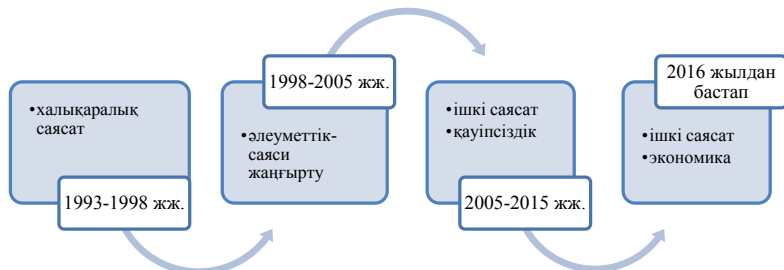 •халықаралық
саясат
1993-1998 жж.
1998-2005 жж.
•әлеуметтік-
саяси
жаңғырту
•ішкі саясат
•қауіпсіздік
2005-2015 жж.
2016 жылдан
бастап
•ішкі саясат
•экономика